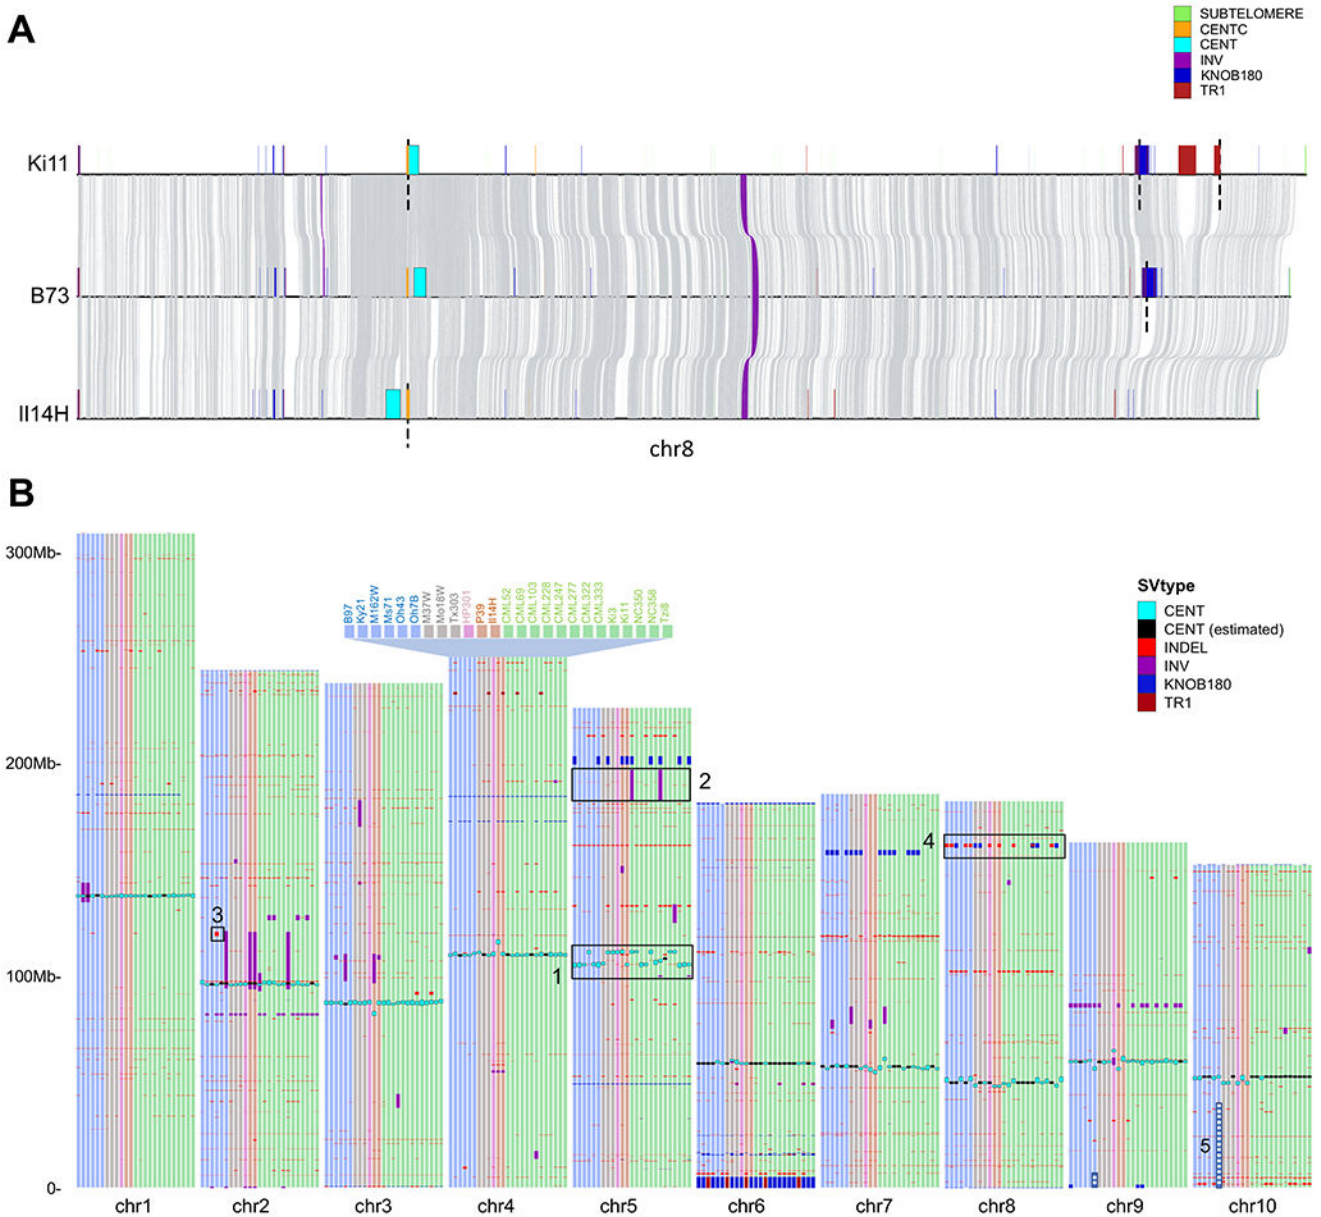 A
SUBTELOMERE
CENTC
CENT
INV
KNOB180
TR1
Ki11
B73
Il14H
chr8
B
300Mb-
200Mb-
100Mb-
0-
B97
Ky21
M162W
Ms71
Oh43
Oh7B
M37W
Mo18W
Tx303
HP301
P39
Il14H
CML52
CML69
CML103
CML228
CML247
CML277
CML322
CML333
Ki3
Ki11
NC350
NC358
Tzi8
SVtype
CENT
CENT (estimated)
INDEL
INV
KNOB180
TR1
1
2
3
4
5
chr1
chr2
chr3
chr4
chr5
chr6
chr7
chr8
chr9
chr10